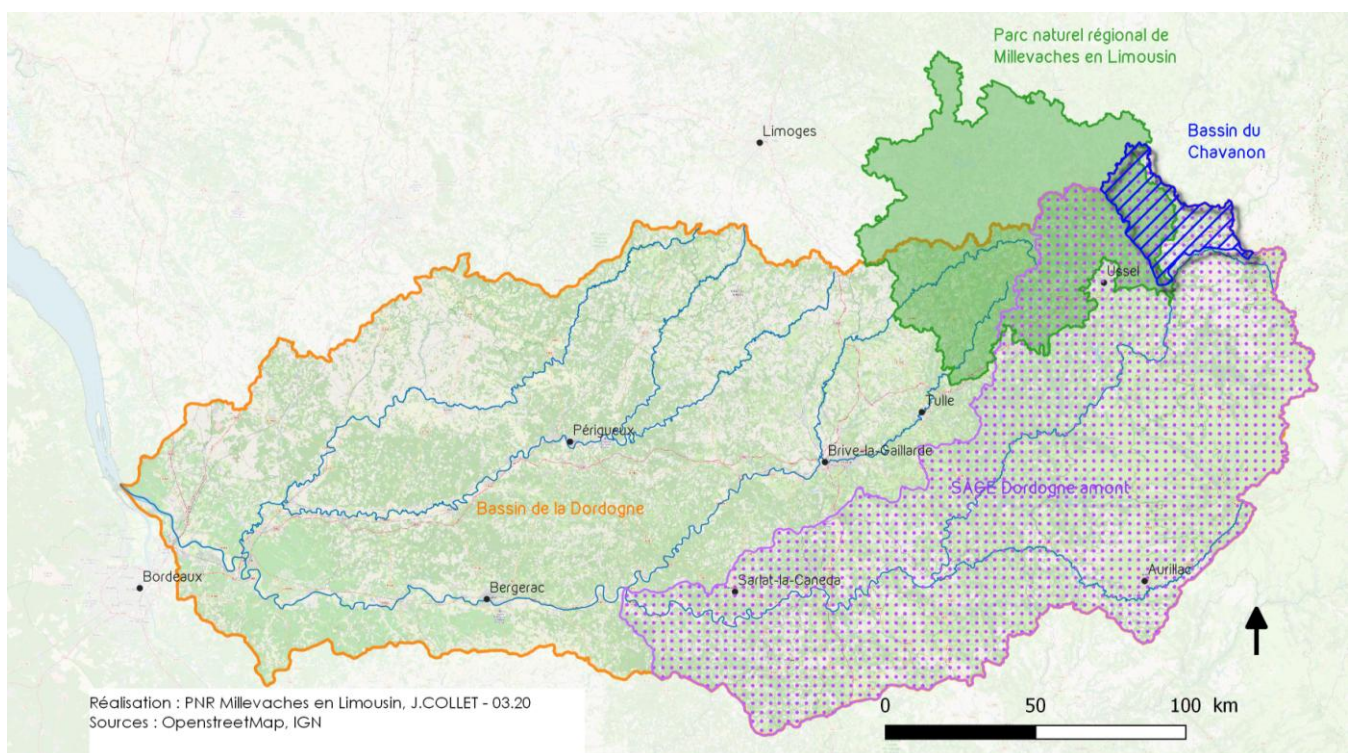 Parc naturel régional de
Millevaches en Limousin
Limoges
Bassin du
Chavanon
Ussel
Tulle
Périgueux
Brive-la-Gaillarde
SAGE Dordogne amont
Bassin de la Dordogne
Bordeaux
Bergerac
Sarlat-la-Canéda
Aurillac
Réalisation : PNR Millevaches en Limousin, J.COLLET - 03.20
Sources : OpenstreetMap, IGN
0 50 100 km